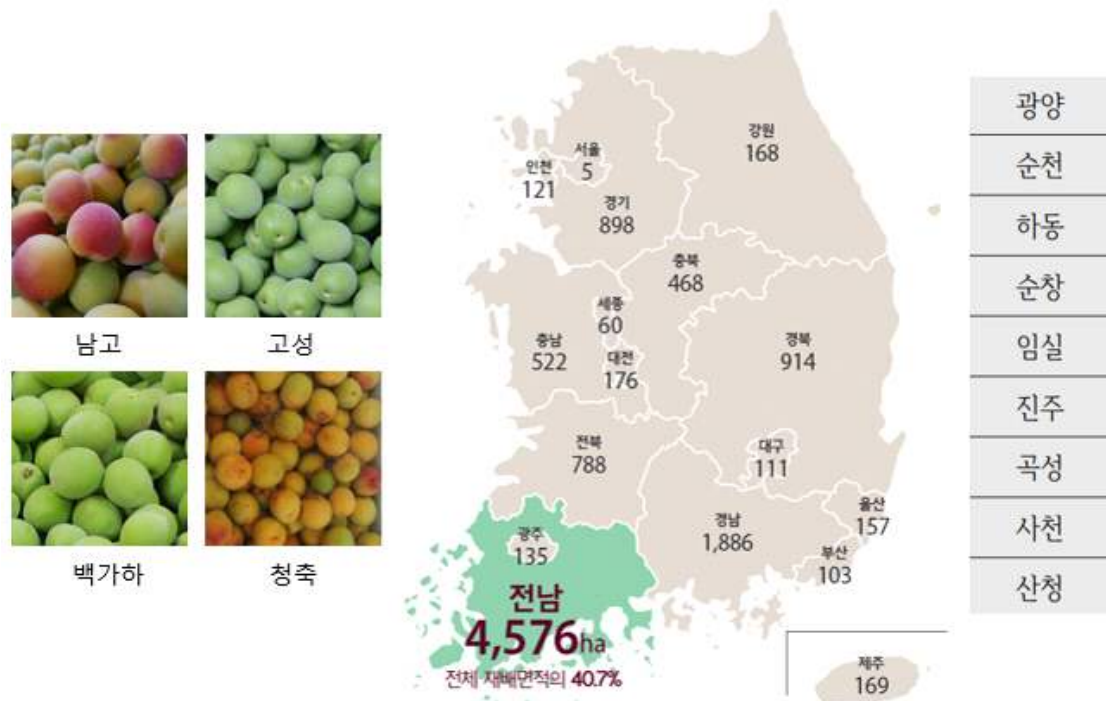 남고
고성
백가하
청축
강원
168
서울
5
인천
121
경기
898
충북
468
세종
60
충남
522
대전
176
경북
914
전북
788
대구
111
울산
157
경남
1,886
부산
103
광주
135
전남
4,576ha
전체 재배면적의 40.7%
제주
169
광양
순천
하동
순창
임실
진주
곡성
사천
산청